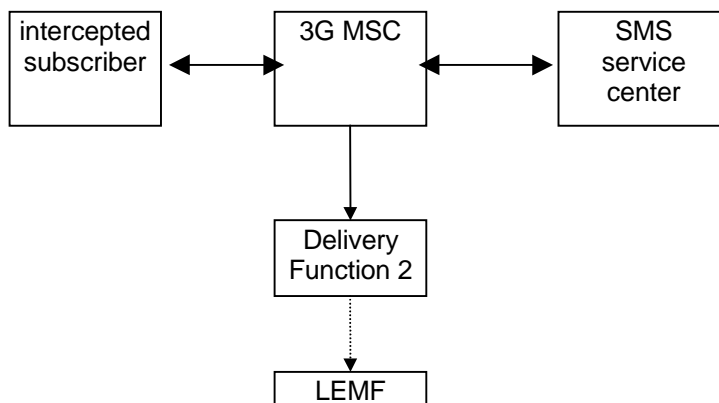 intercepted
subscriber
3G MSC
SMS
service
center
Delivery
Function 2
LEMF